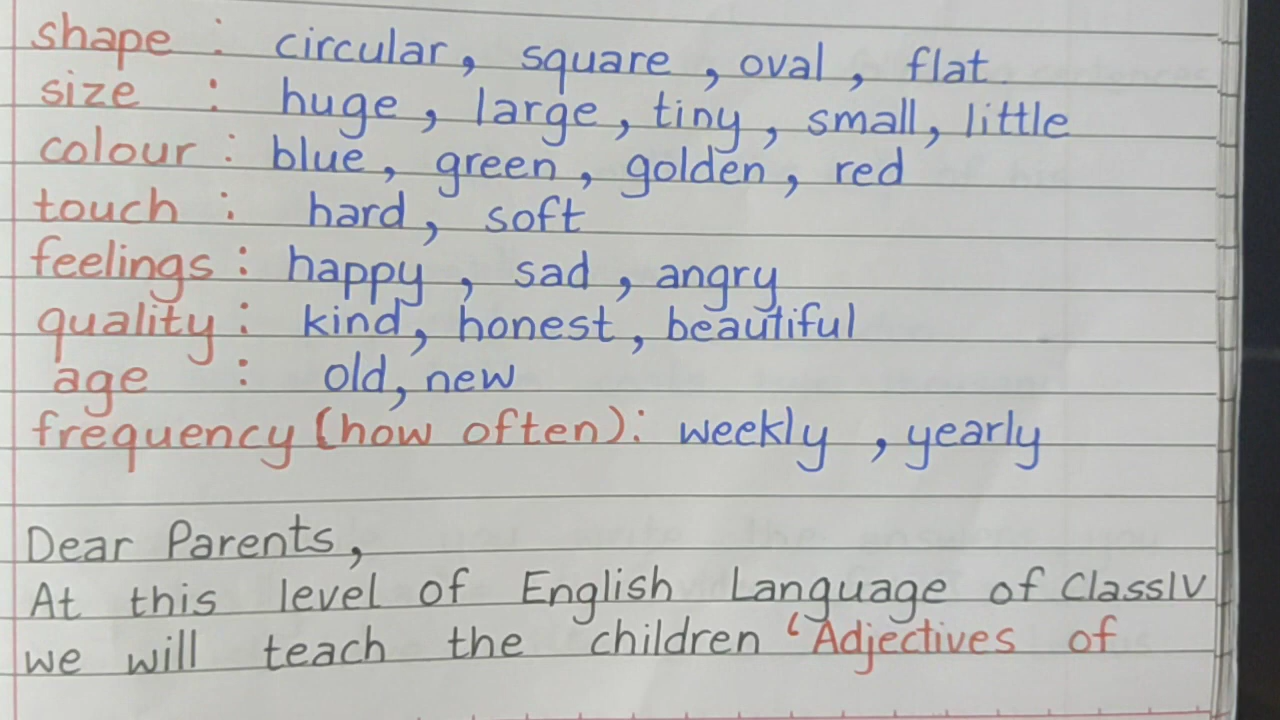 shape : circular, square, oval, flat
size : huge, large, tiny, small, little
colour : blue, green, golden, red
touch : hard, soft
feelings : happy, sad, angry
quality : kind, honest, beautiful
age : old, new
frequency (how often): weekly, yearly
Dear Parents,
At this level of English Language of Class IV
we will teach the children 'Adjectives of